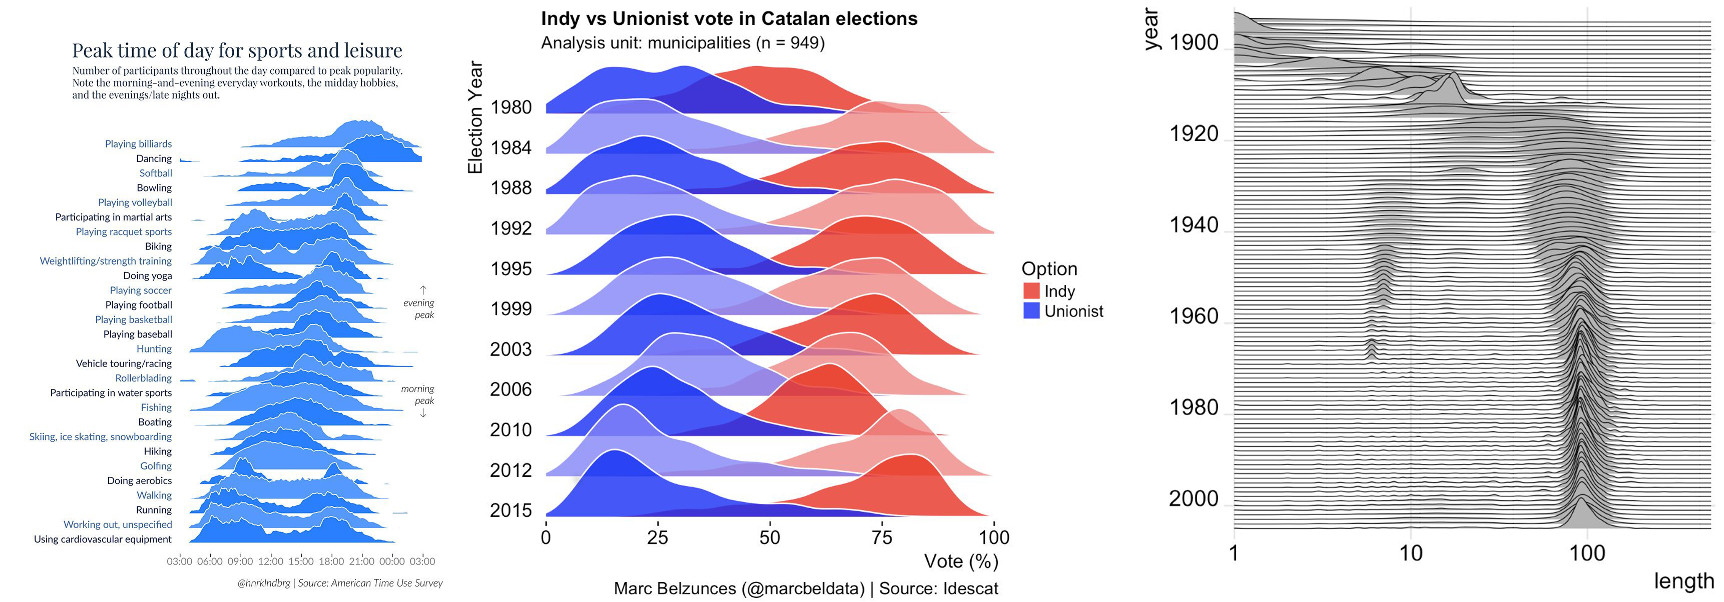 Peak time of day for sports and leisure
Number of participants throughout the day compared to peak popularity.
Note the morning-and-evening everyday workouts, the midday hobbies,
and the evenings/late nights out.
Playing billiards
Dancing
Softball
Bowling
Playing volleyball
Participating in martial arts
Playing racquet sports
Biking
Weightlifting/strength training
Doing yoga
Playing soccer
Playing football
Playing basketball
Playing baseball
Hunting
Vehicle touring/racing
Rollerblading
Participating in water sports
Fishing
Boating
Skiing, ice skating, snowboarding
Hiking
Golfing
Doing aerobics
Walking
Running
Working out, unspecified
Using cardiovascular equipment
↑
evening
peak
morning
peak
↓
03:00 06:00 09:00 12:00 15:00 18:00 21:00 00:00 03:00
@hnrklndbrg | Source: American Time Use Survey
Indy vs Unionist vote in Catalan elections
Analysis unit: municipalities (n = 949)
Election Year
1980
1984
1988
1992
1995
1999
2003
2006
2010
2012
2015
0 25 50 75 100
Vote (%)
Marc Belzunces (@marcbeldata) | Source: Idescat
Option
Indy
Unionist
year
1900
1920
1940
1960
1980
2000
1 10 100
length